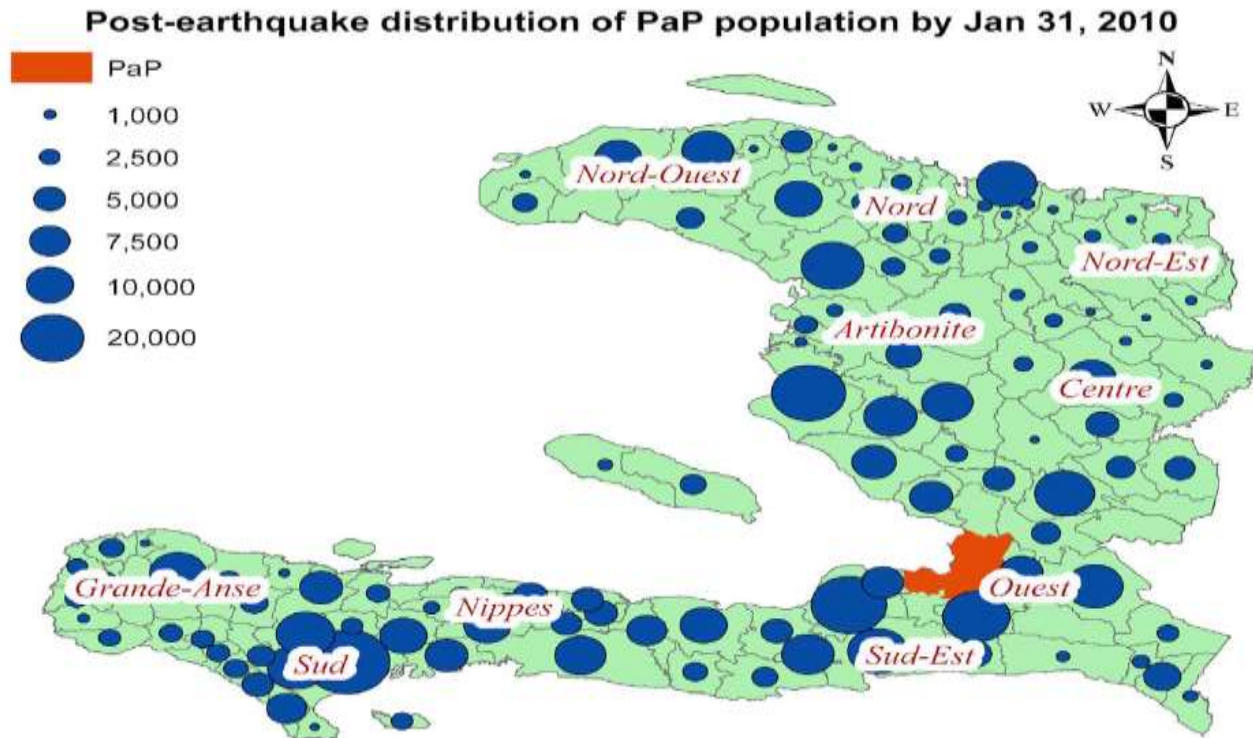 Post-earthquake distribution of PaP population by Jan 31, 2010
PaP
1,000
2,500
5,000
7,500
10,000
20,000
N
W E
S
Nord-Ouest
Nord
Nord-Est
Artibonite
Centre
Grande-Anse
Nippes
Ouest
Sud
Sud-Est